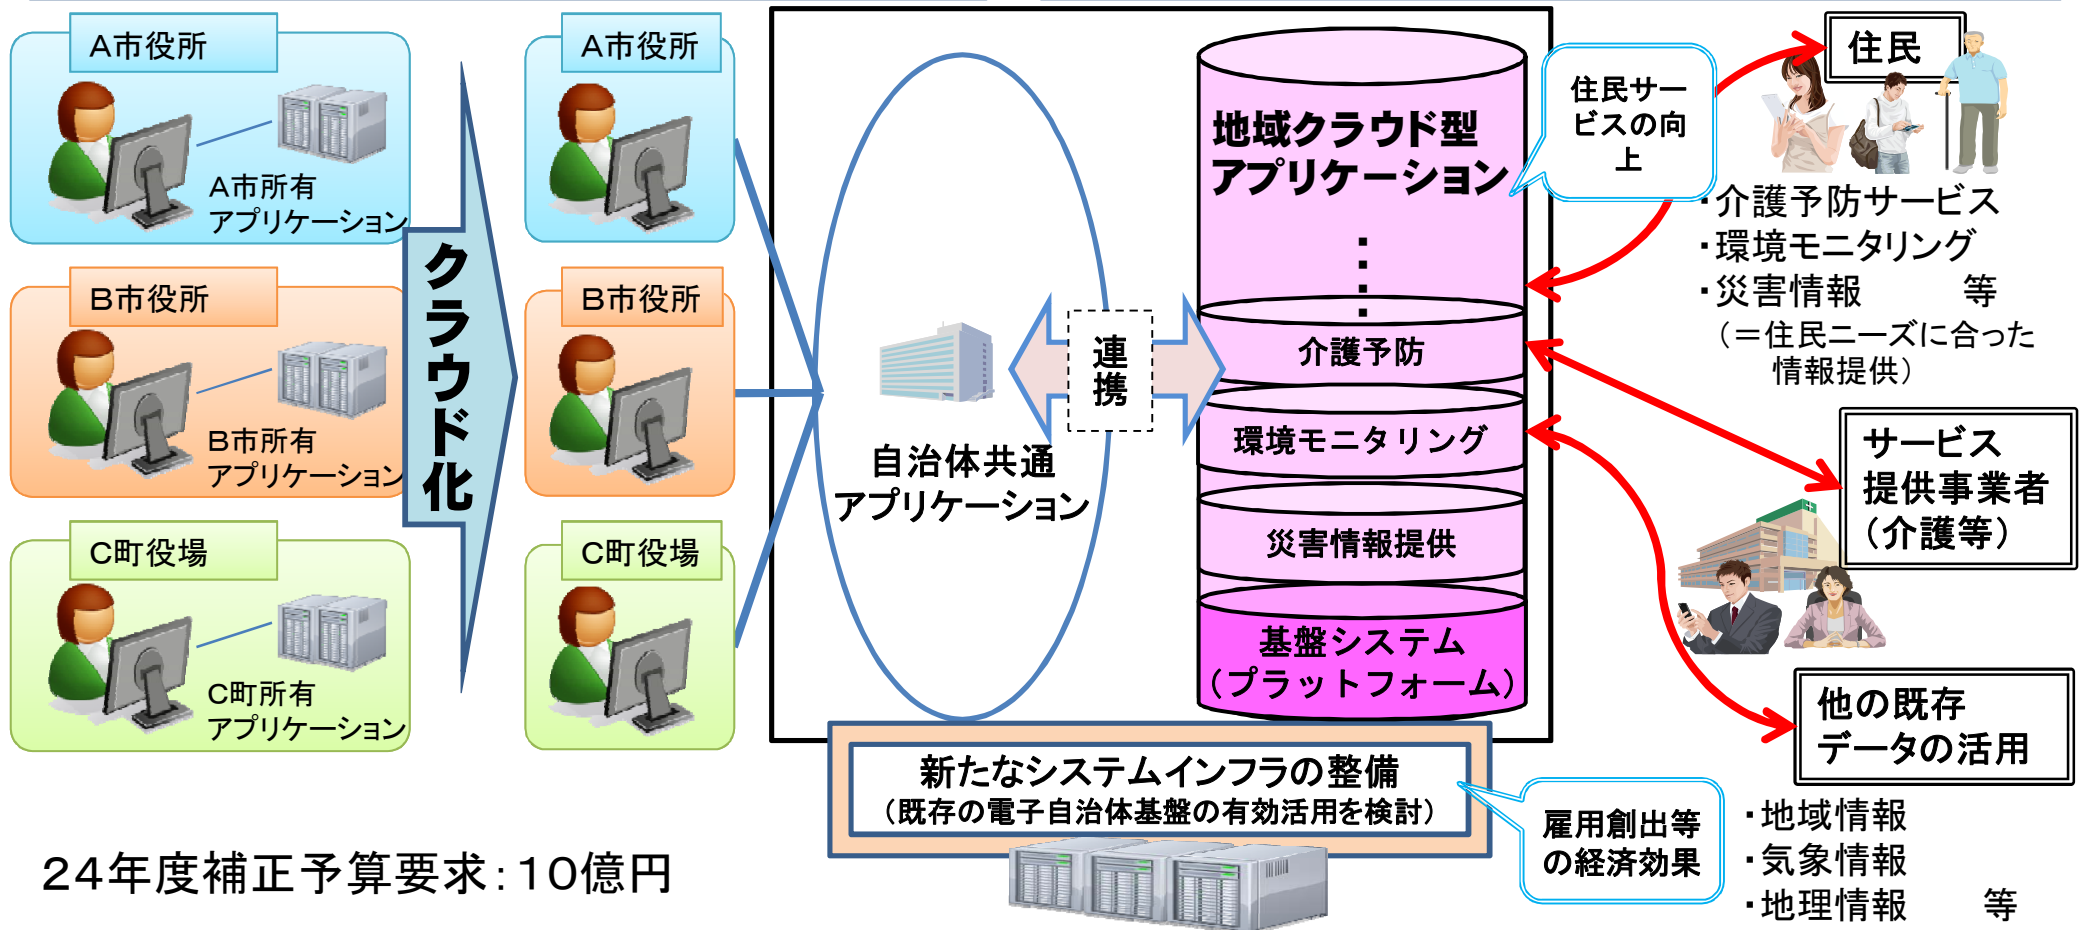 A市役所
A市所有
アプリケーション
B市役所
B市所有
アプリケーション
C町役場
C町所有
アプリケーション
クラウド化
A市役所
B市役所
C町役場
自治体共通
アプリケーション
連携
地域クラウド型
アプリケーション
・・・・
介護予防
環境モニタリング
災害情報提供
基盤システム
(プラットフォーム)
住民サー
ビスの向
上
住民
・介護予防サービス
・環境モニタリング
・災害情報　　等
(=住民ニーズに合った
情報提供)
サービス
提供事業者
(介護等)
他の既存
データの活用
・地域情報
・気象情報
・地理情報　　等
新たなシステムインフラの整備
(既存の電子自治体基盤の有効活用を検討)
雇用創出等
の経済効果
24年度補正予算要求:10億円